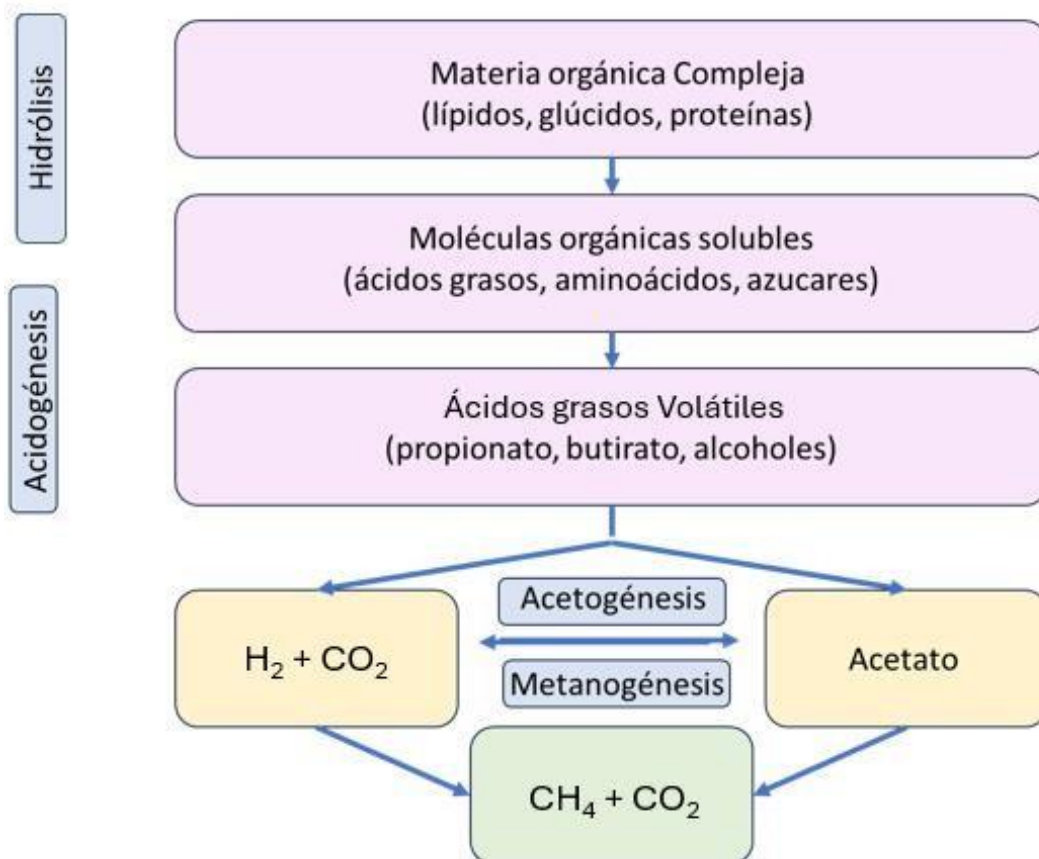 Hidrólisis
Materia orgánica Compleja
(lípidos, glúcidos, proteínas)
Moléculas orgánicas solubles
(ácidos grasos, aminoácidos, azucares)
Acidogénesis
Ácidos grasos Volátiles
(propionato, butirato, alcoholes)
Acetogénesis
H₂ + CO₂
Acetato
Metanogénesis
CH₄ + CO₂